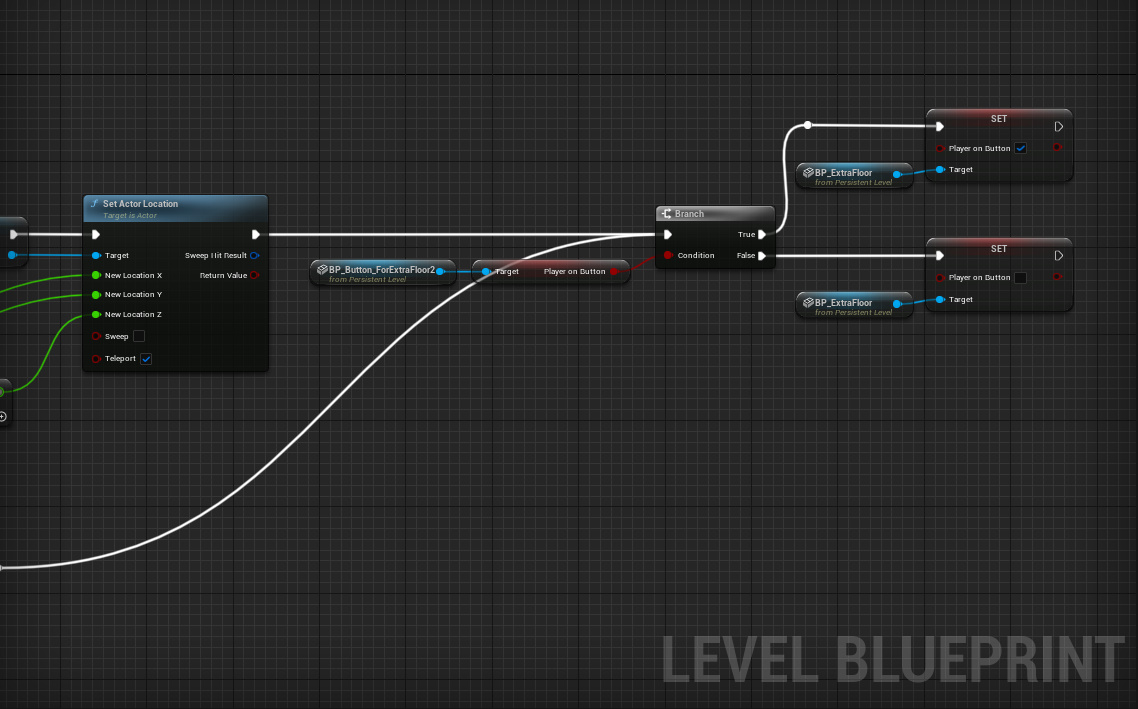 SET
Player on Button
BP_ExtraFloor
from Persistent Level
Target
Set Actor Location
Target is Actor
Branch
True
Target
Sweep Hit Result
Condition
False
SET
BP_Button_ForExtraFloor2
from Persistent Level
Target
Player on Button
New Location X
Return Value
Player on Button
New Location Y
BP_ExtraFloor
from Persistent Level
Target
New Location Z
Sweep
Teleport
LEVEL BLUEPRINT